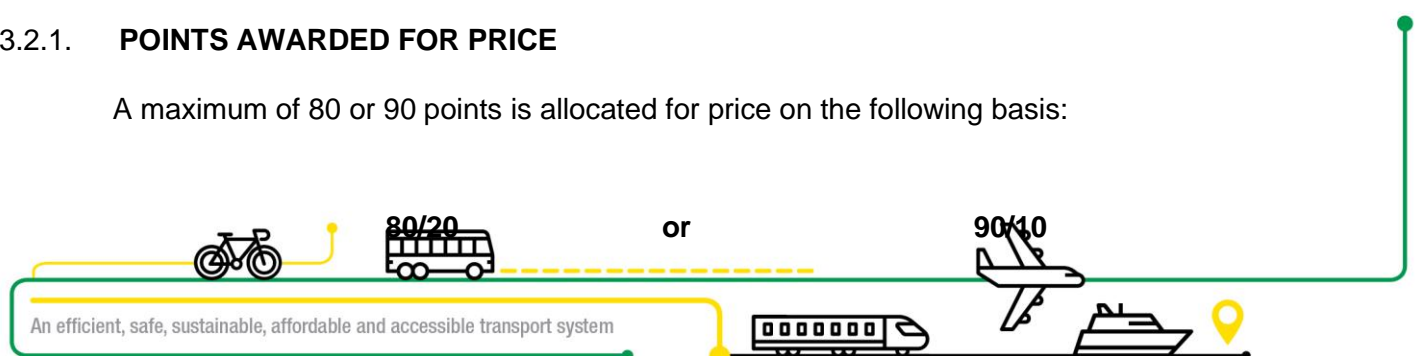 3.2.1. POINTS AWARDED FOR PRICE
A maximum of 80 or 90 points is allocated for price on the following basis:
80/20 or 90/10
An efficient, safe, sustainable, affordable and accessible transport system